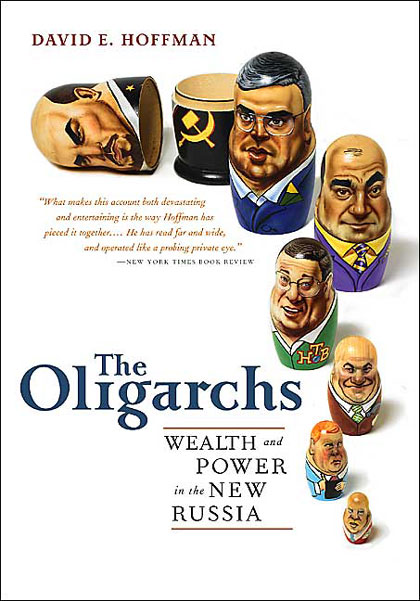 DAVID E. HOFFMAN
"What makes this account both devastating
and entertaining is the way Hoffman has
pieced it together.... He has read far and wide,
and operated like a probing private eye."
—NEW YORK TIMES BOOK REVIEW
НТВ
The
Oligarchs
WEALTH and
POWER
in the NEW
RUSSIA